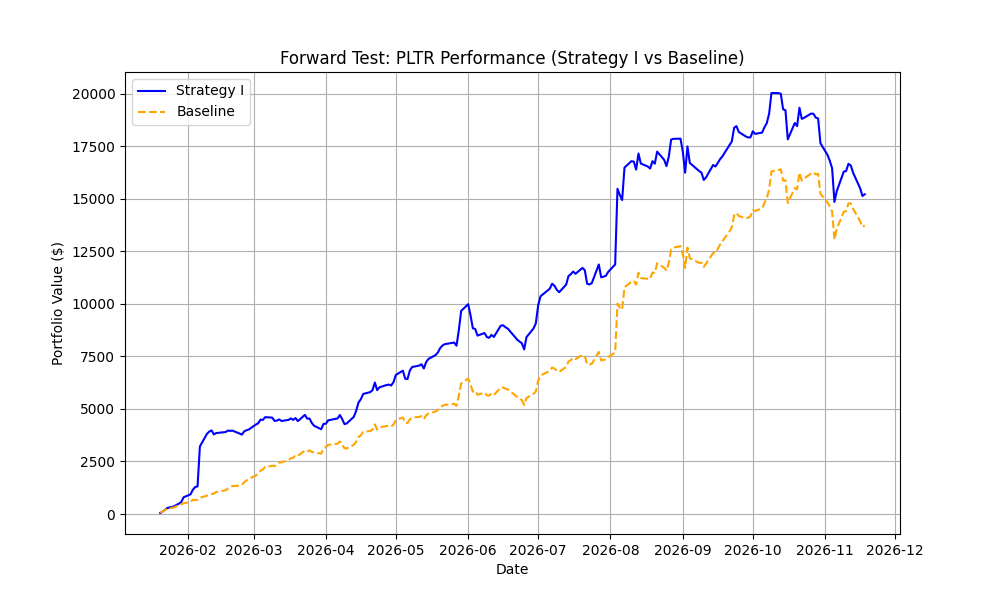 Forward Test: PLTR Performance (Strategy I vs Baseline)
Strategy I
Baseline
Portfolio Value ($)
20000
17500
15000
12500
10000
7500
5000
2500
0
2026-02 2026-03 2026-04 2026-05 2026-06 2026-07 2026-08 2026-09 2026-10 2026-11 2026-12
Date